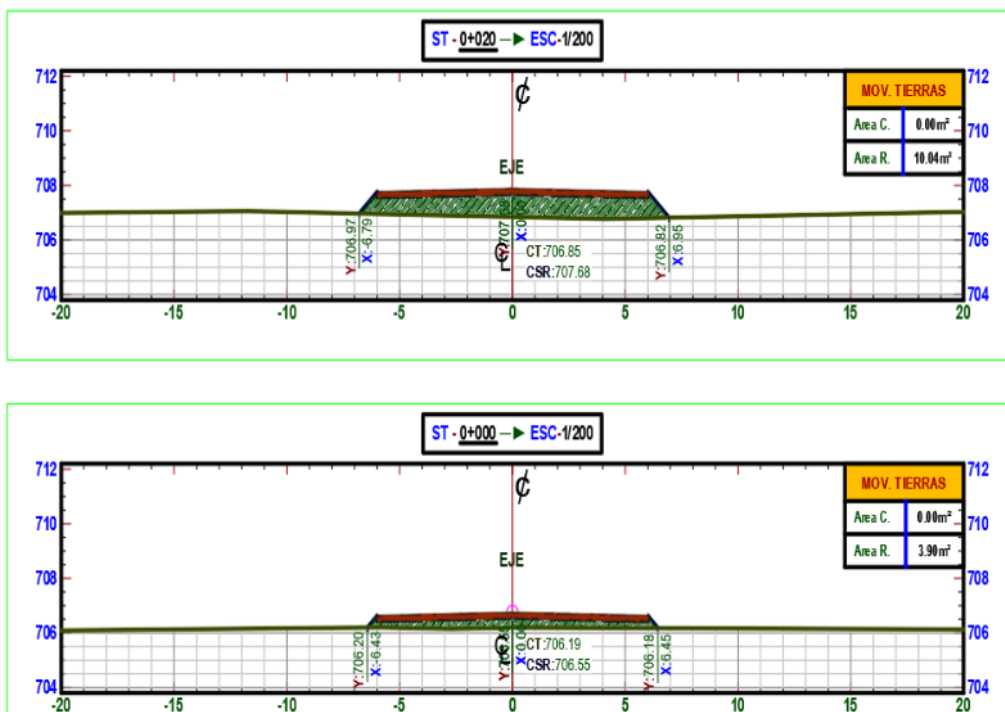 ST - 0+020 ESC-1/200
712 712
MOV. TIERRAS
Area C. 0.00m²
710 710
Area R. 10.04m²
EJE
708 708
706 706
Y:706.97
X:-6.79
CT:706.85
CSR:707.68
Y:706.82
X:6.95
704 704
-20 -15 -10 -5 0 5 10 15 20
ST - 0+000 ESC-1/200
712 712
MOV. TIERRAS
Area C. 0.00m²
710 710
Area R. 3.90m²
EJE
708 708
706 706
Y:706.20
X:-6.43
CT:706.19
CSR:706.55
Y:706.18
X:6.45
704 704
-20 -15 -10 -5 0 5 10 15 20